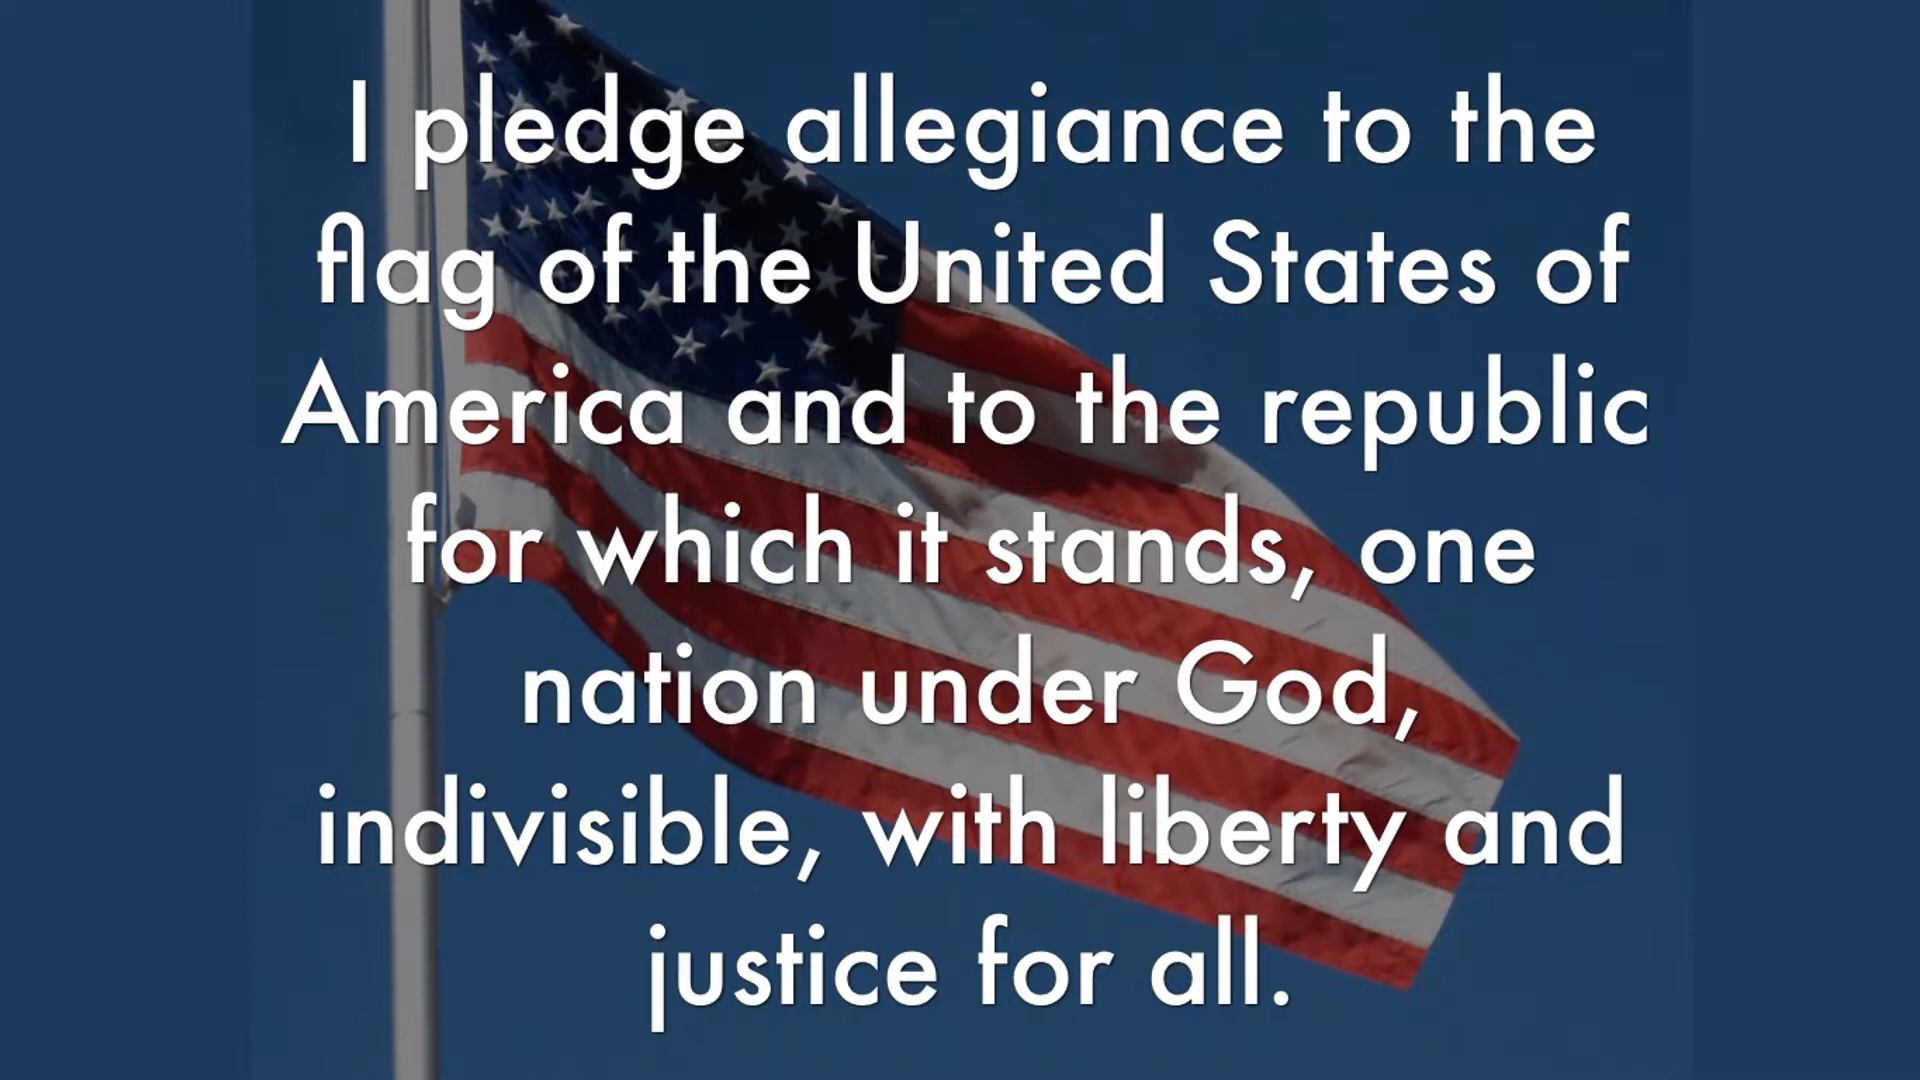 I pledge allegiance to the
flag of the United States of
America and to the republic
for which it stands, one
nation under God,
indivisible, with liberty and
justice for all.